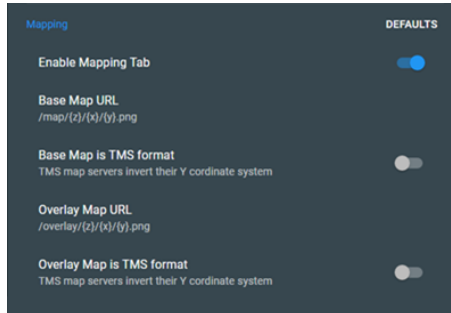 Mapping DEFAULTS
Enable Mapping Tab
Base Map URL
/map/{z}/{x}/{y}.png
Base Map is TMS format
TMS map servers invert their Y cordinate system
Overlay Map URL
/overlay/{z}/{x}/{y}.png
Overlay Map is TMS format
TMS map servers invert their Y cordinate system